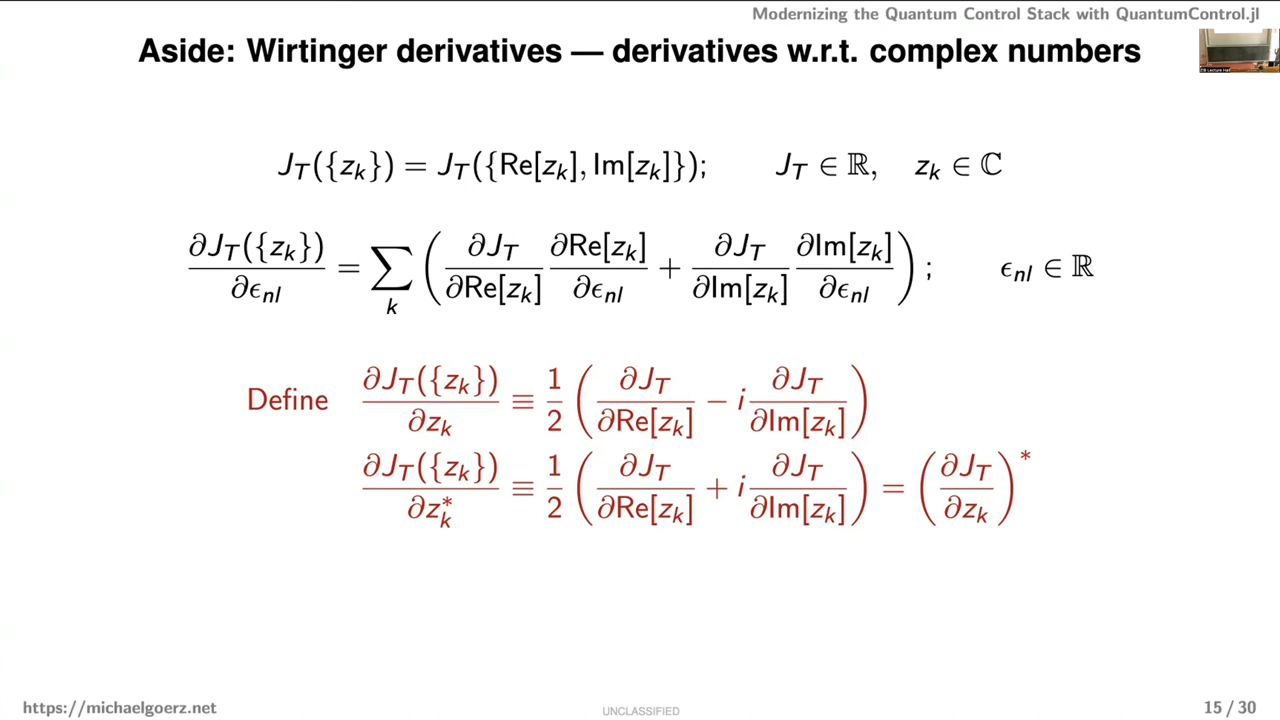 Modernizing the Quantum Control Stack with QuantumControl.jl
Aside: Wirtinger derivatives — derivatives w.r.t. complex numbers
J_T({z_k}) = J_T({Re[z_k], Im[z_k]}); J_T ∈ ℝ, z_k ∈ ℂ
∂J_T({z_k})/∂ϵ_nl = ∑_k (∂J_T/∂Re[z_k] ∂Re[z_k]/∂ϵ_nl + ∂J_T/∂Im[z_k] ∂Im[z_k]/∂ϵ_nl); ϵ_nl ∈ ℝ
Define ∂J_T({z_k})/∂z_k ≡ 1/2 (∂J_T/∂Re[z_k] − i ∂J_T/∂Im[z_k])
∂J_T({z_k})/∂z_k^* ≡ 1/2 (∂J_T/∂Re[z_k] + i ∂J_T/∂Im[z_k]) = (∂J_T/∂z_k)^*
https://michaelgoerz.net
UNCLASSIFIED
15 / 30